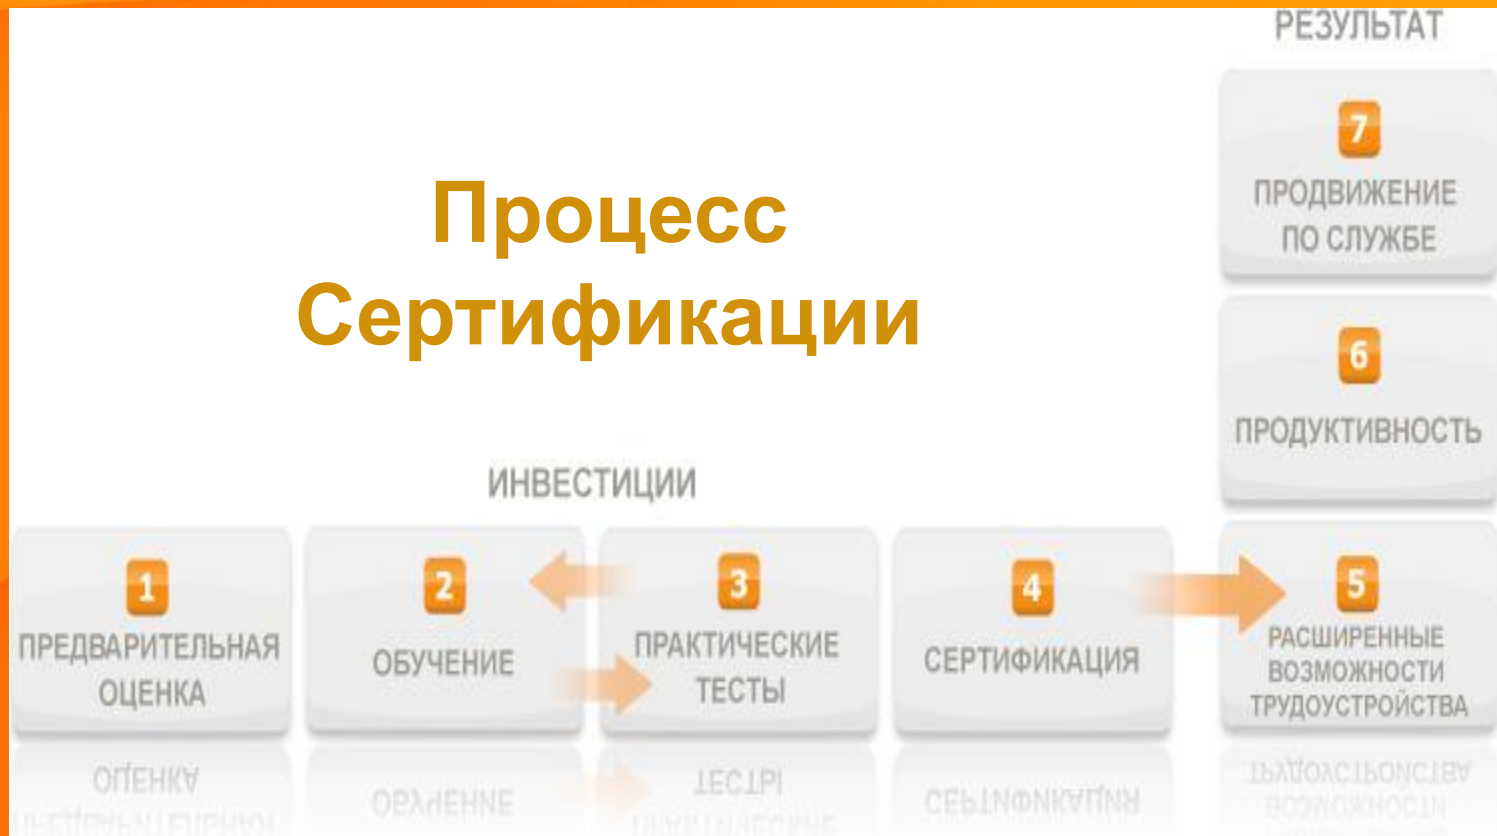 Процесс
Сертификации
ИНВЕСТИЦИИ
1
ПРЕДВАРИТЕЛЬНАЯ
ОЦЕНКА
2
ОБУЧЕНИЕ
3
ПРАКТИЧЕСКИЕ
ТЕСТЫ
4
СЕРТИФИКАЦИЯ
РЕЗУЛЬТАТ
7
ПРОДВИЖЕНИЕ
ПО СЛУЖБЕ
6
ПРОДУКТИВНОСТЬ
5
РАСШИРЕННЫЕ
ВОЗМОЖНОСТИ
ТРУДОУСТРОЙСТВА